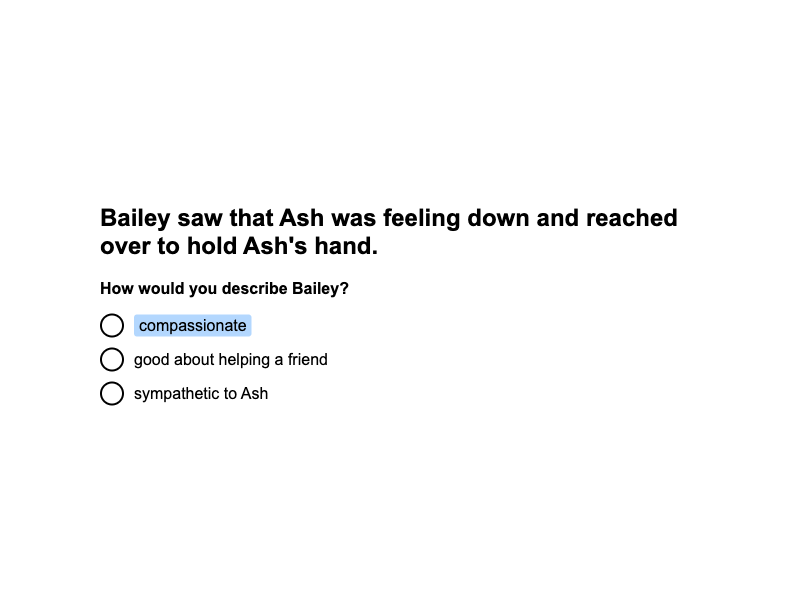 Bailey saw that Ash was feeling down and reached
over to hold Ash's hand.
How would you describe Bailey?
compassionate
good about helping a friend
sympathetic to Ash